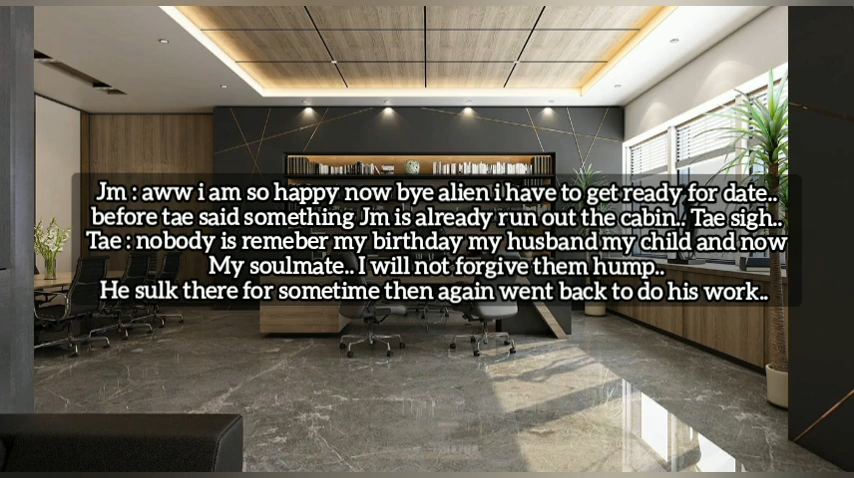 Jm : aww i am so happy now bye alien i have to get ready for date..
before tae said something Jm is already run out the cabin.. Tae sigh..
Tae : nobody is remeber my birthday my husband my child and now
My soulmate.. I will not forgive them hump..
He sulk there for sometime then again went back to do his work..